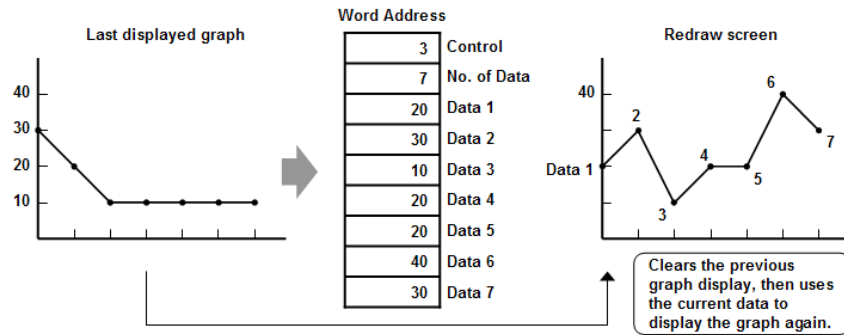 Last displayed graph
40
30
20
10
Word Address
3 Control
7 No. of Data
20 Data 1
30 Data 2
10 Data 3
20 Data 4
20 Data 5
40 Data 6
30 Data 7
Redraw screen
40
Data 1
2
3
4
5
6
7
Clears the previous
graph display, then uses
the current data to
display the graph again.